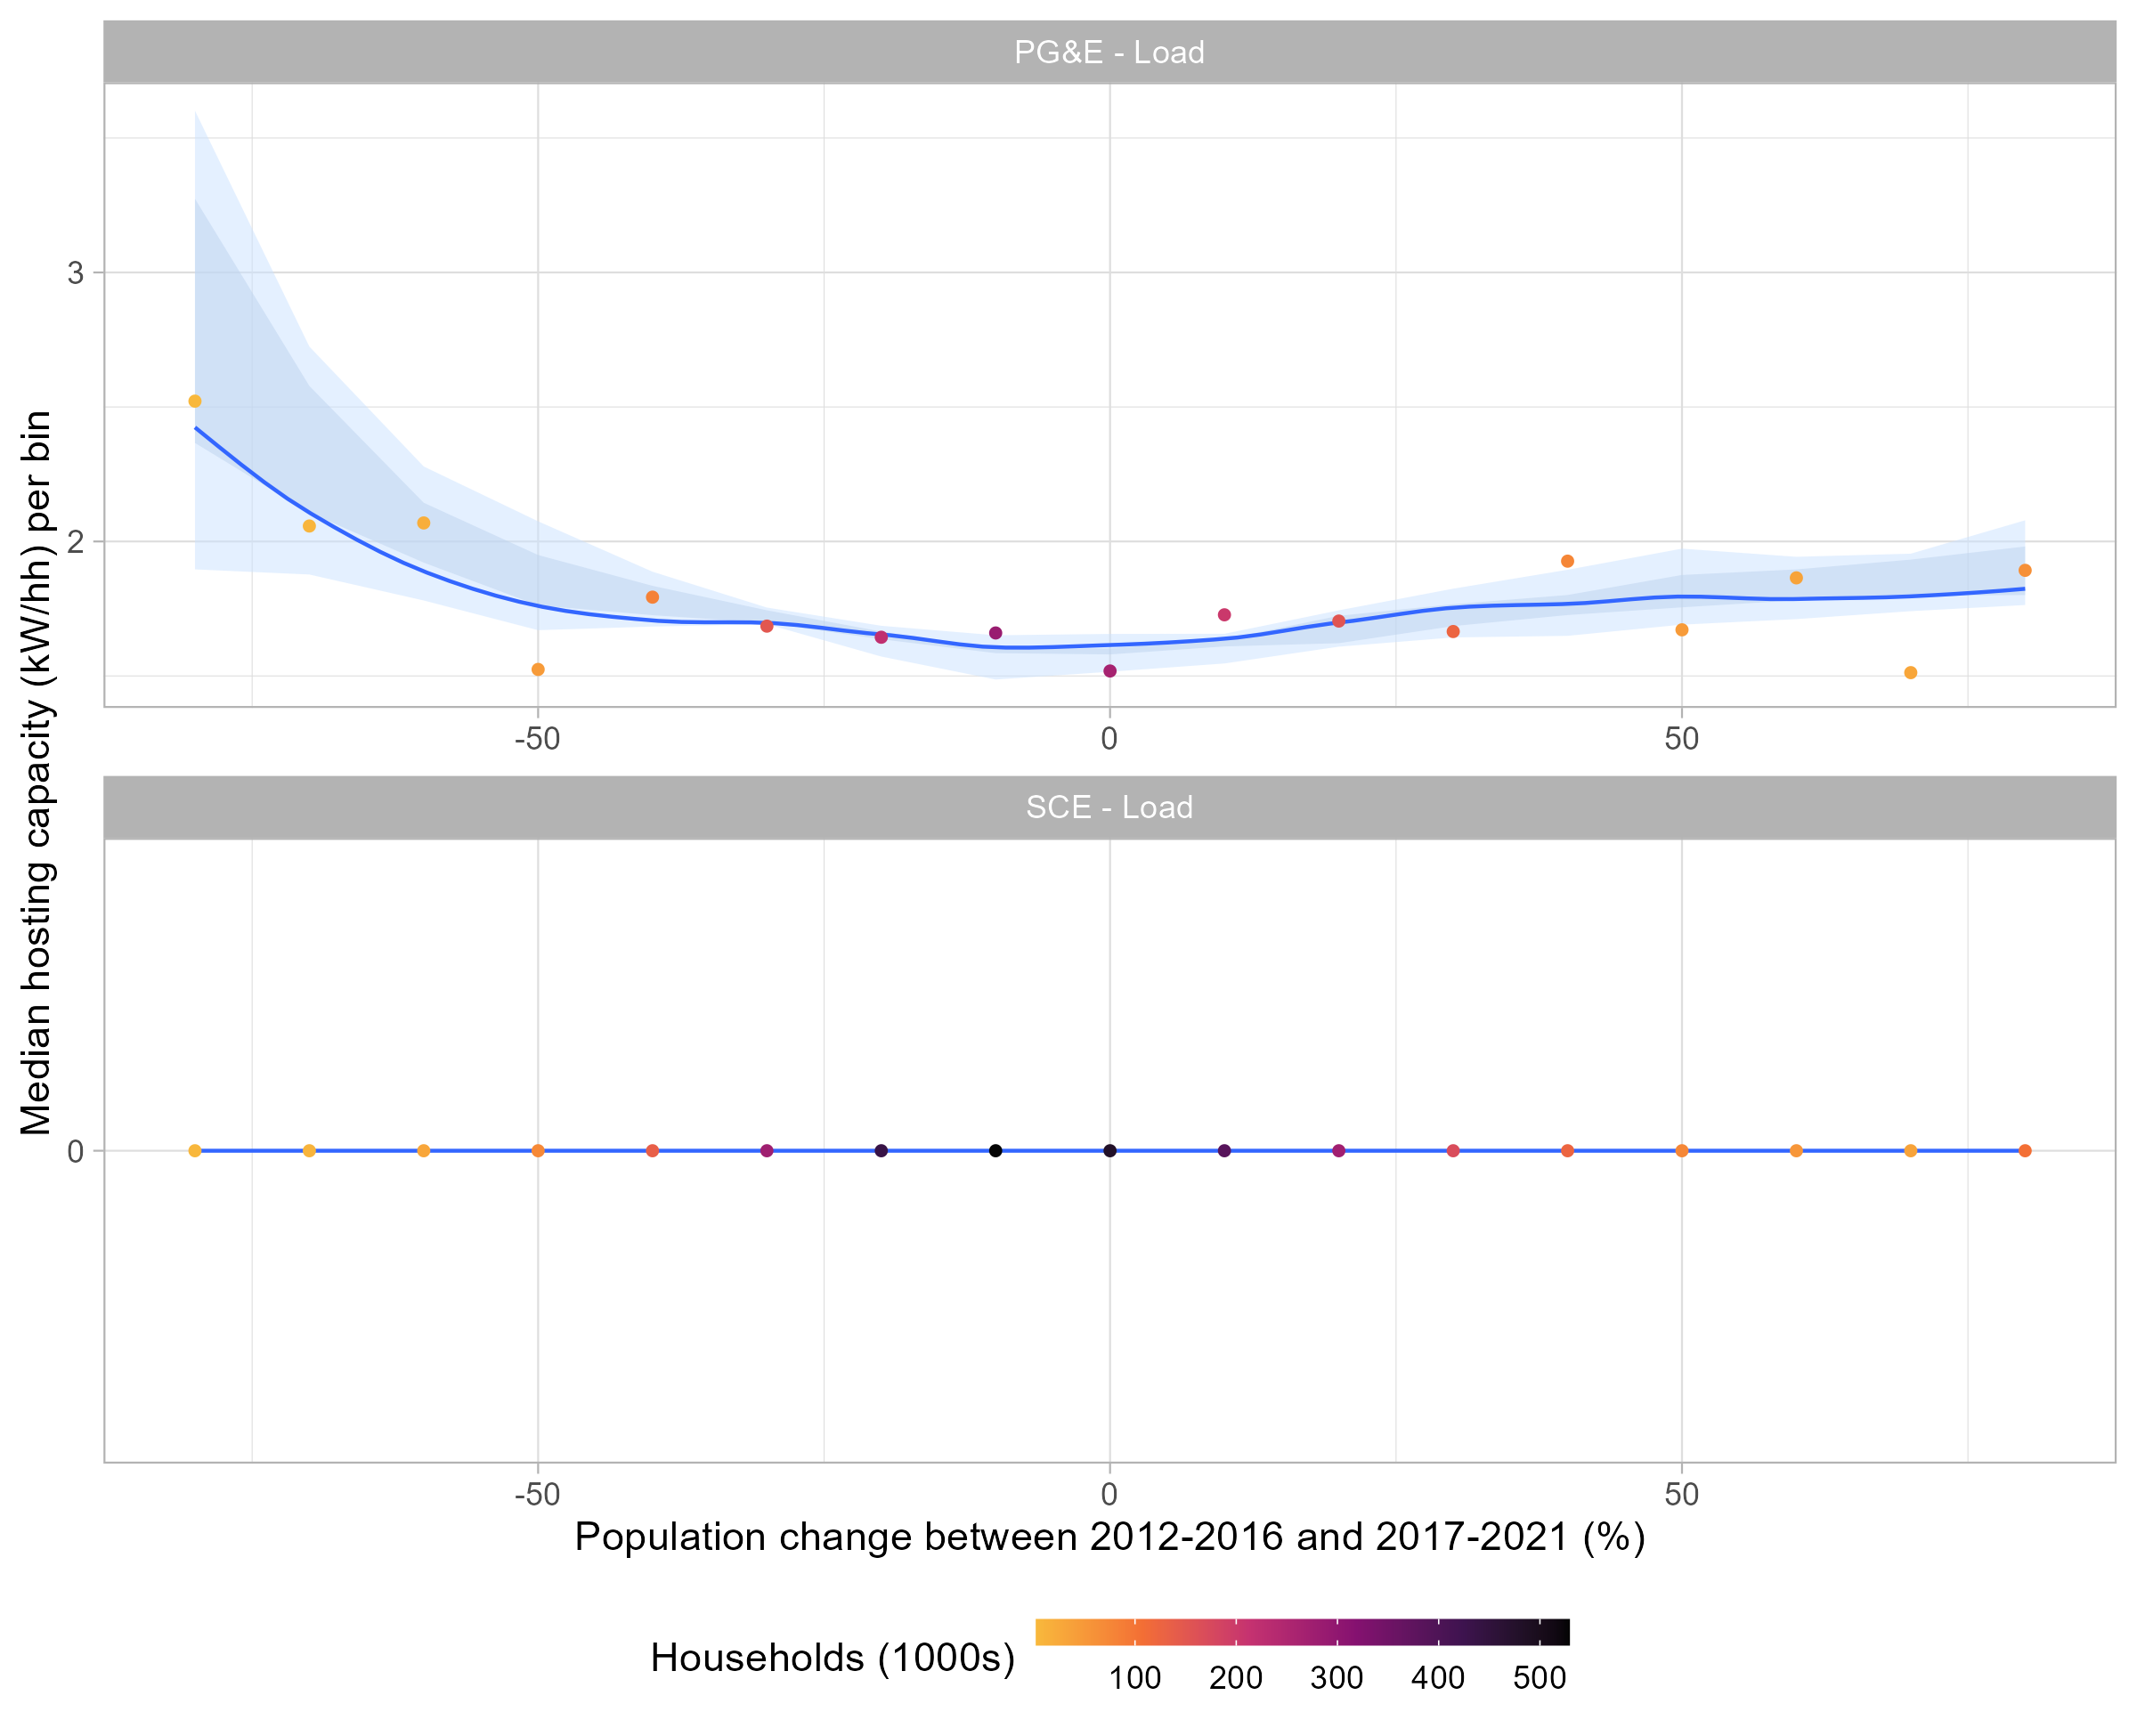 PG&E - Load
3
2
-50 0 50
SCE - Load
0
-50 0 50
Median hosting capacity (kW/hh) per bin
Population change between 2012-2016 and 2017-2021 (%)
Households (1000s)
100 200 300 400 500